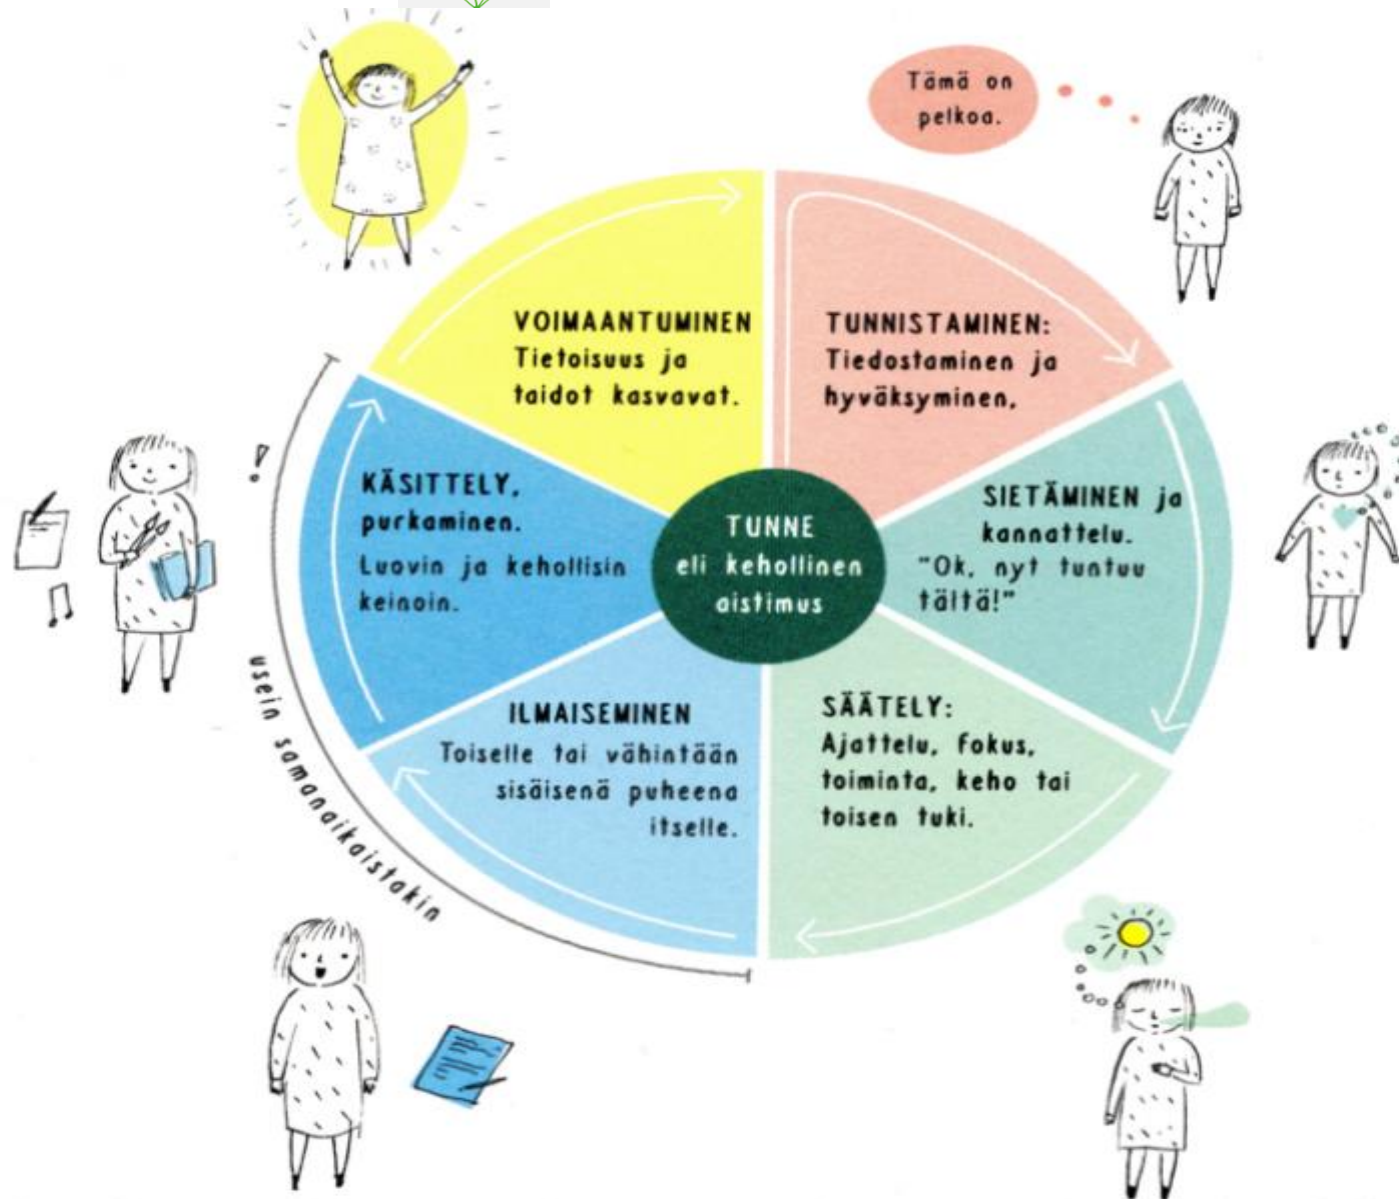 Tämä on
pelkoa.
VOIMAANTUMINEN
Tietoisuus ja
taidot kasvavat.
TUNNISTAMINEN:
Tiedostaminen ja
hyväksyminen.
KÄSITTELY,
purkaminen.
Luovin ja kehollisin
keinoin.
TUNNE
eli kehollinen
aistimus
SIETÄMINEN ja
kannattelu.
"Ok, nyt tuntuu
tältä!"
ILMAISEMINEN
Toiselle tai vähintään
sisäisenä puheena
itselle.
SÄÄTELY:
Ajattelu, fokus,
toiminta, keho tai
toisen tuki.
usein samanaikaistakin
!